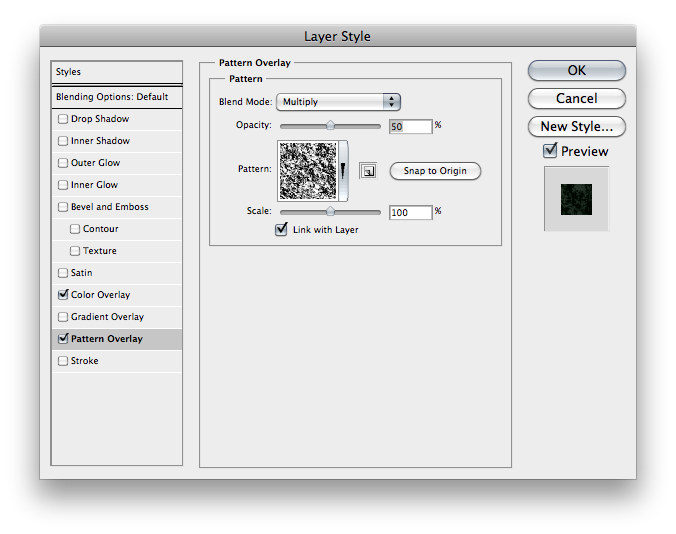 Layer Style
Styles
Blending Options: Default
Drop Shadow
Inner Shadow
Outer Glow
Inner Glow
Bevel and Emboss
Contour
Texture
Satin
Color Overlay
Gradient Overlay
Pattern Overlay
Stroke
Pattern Overlay
Pattern
Blend Mode: Multiply
Opacity: 50 %
Pattern: Snap to Origin
Scale: 100 %
Link with Layer
OK
Cancel
New Style...
Preview